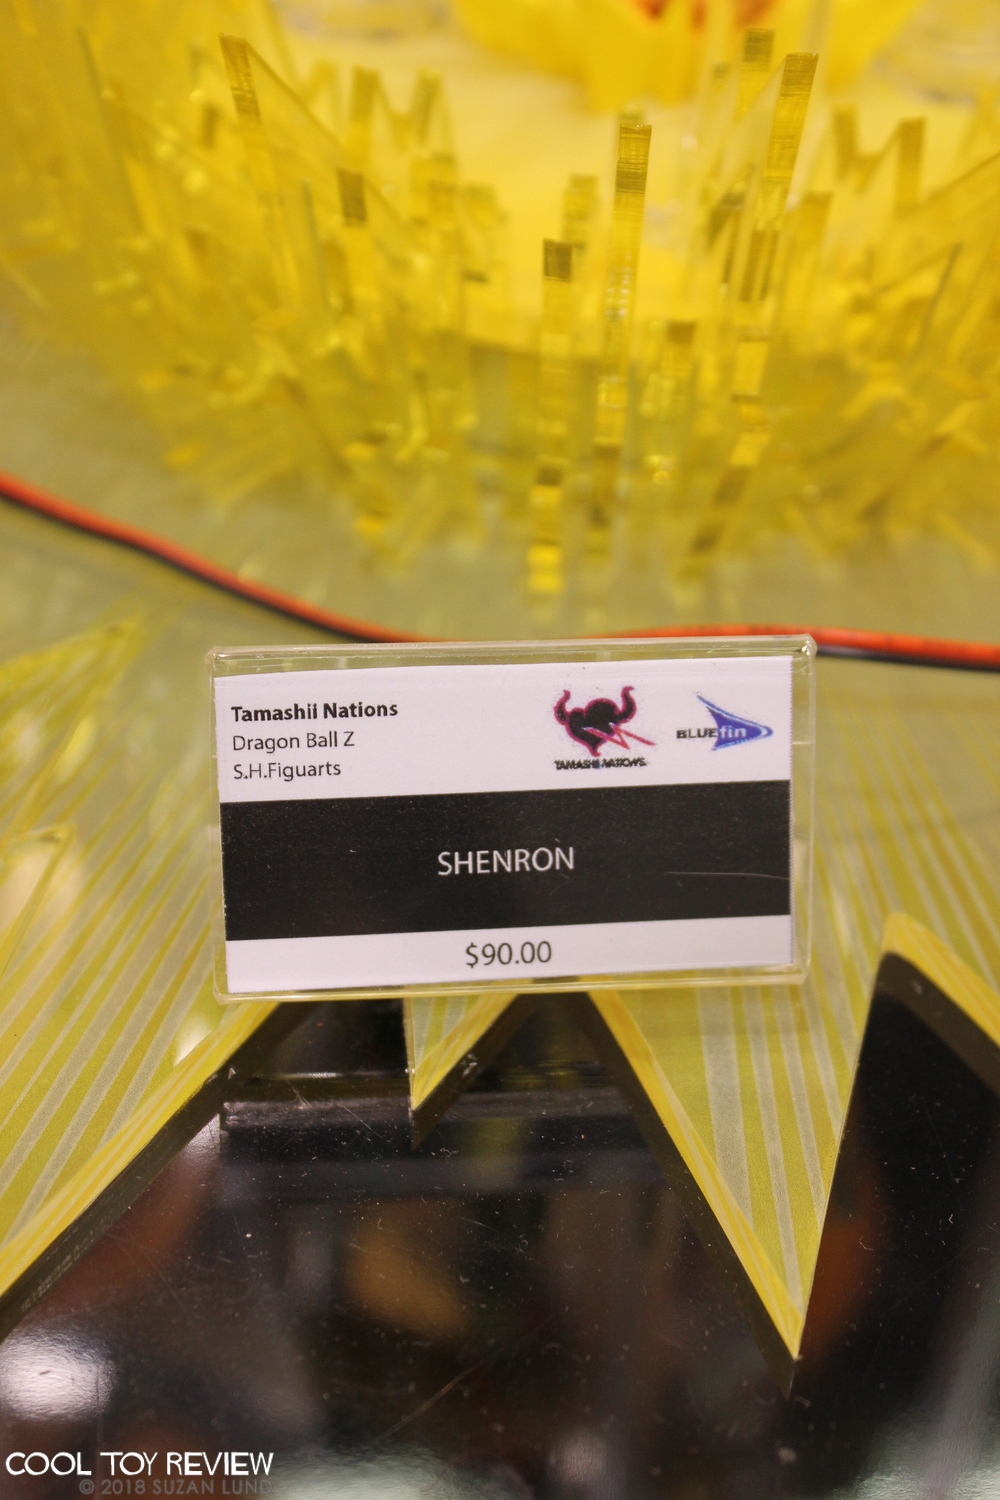 Tamashii Nations
Dragon Ball Z
S.H.Figuarts
TAMASHII NATIONS
BLUEfin
SHENRON
$90.00
COOL TOY REVIEW
© 2018 SUZAN LUND